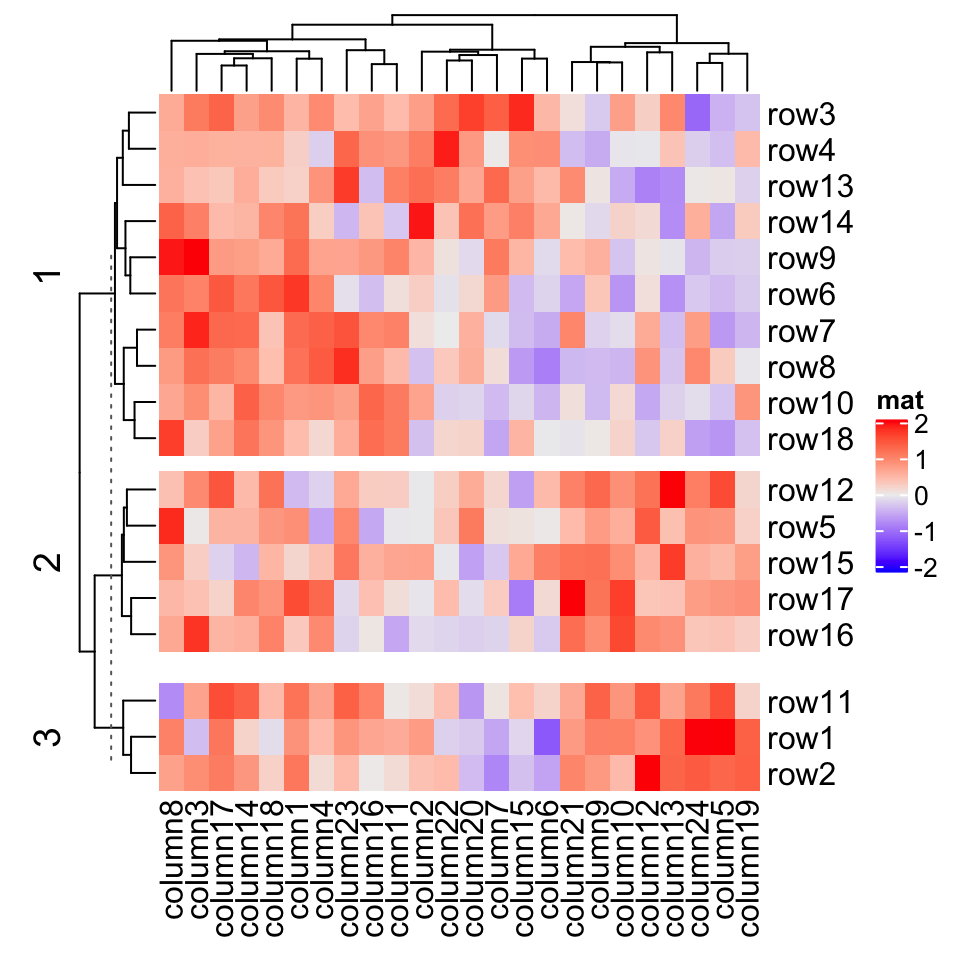 row3
row4
row13
row14
row9
row6
row7
row8
row10
row18
row12
row5
row15
row17
row16
row11
row1
row2
1
2
3
column8
column3
column17
column14
column18
column1
column4
column23
column16
column11
column2
column22
column20
column7
column15
column6
column21
column9
column10
column12
column13
column24
column5
column19
mat
2
1
0
-1
-2